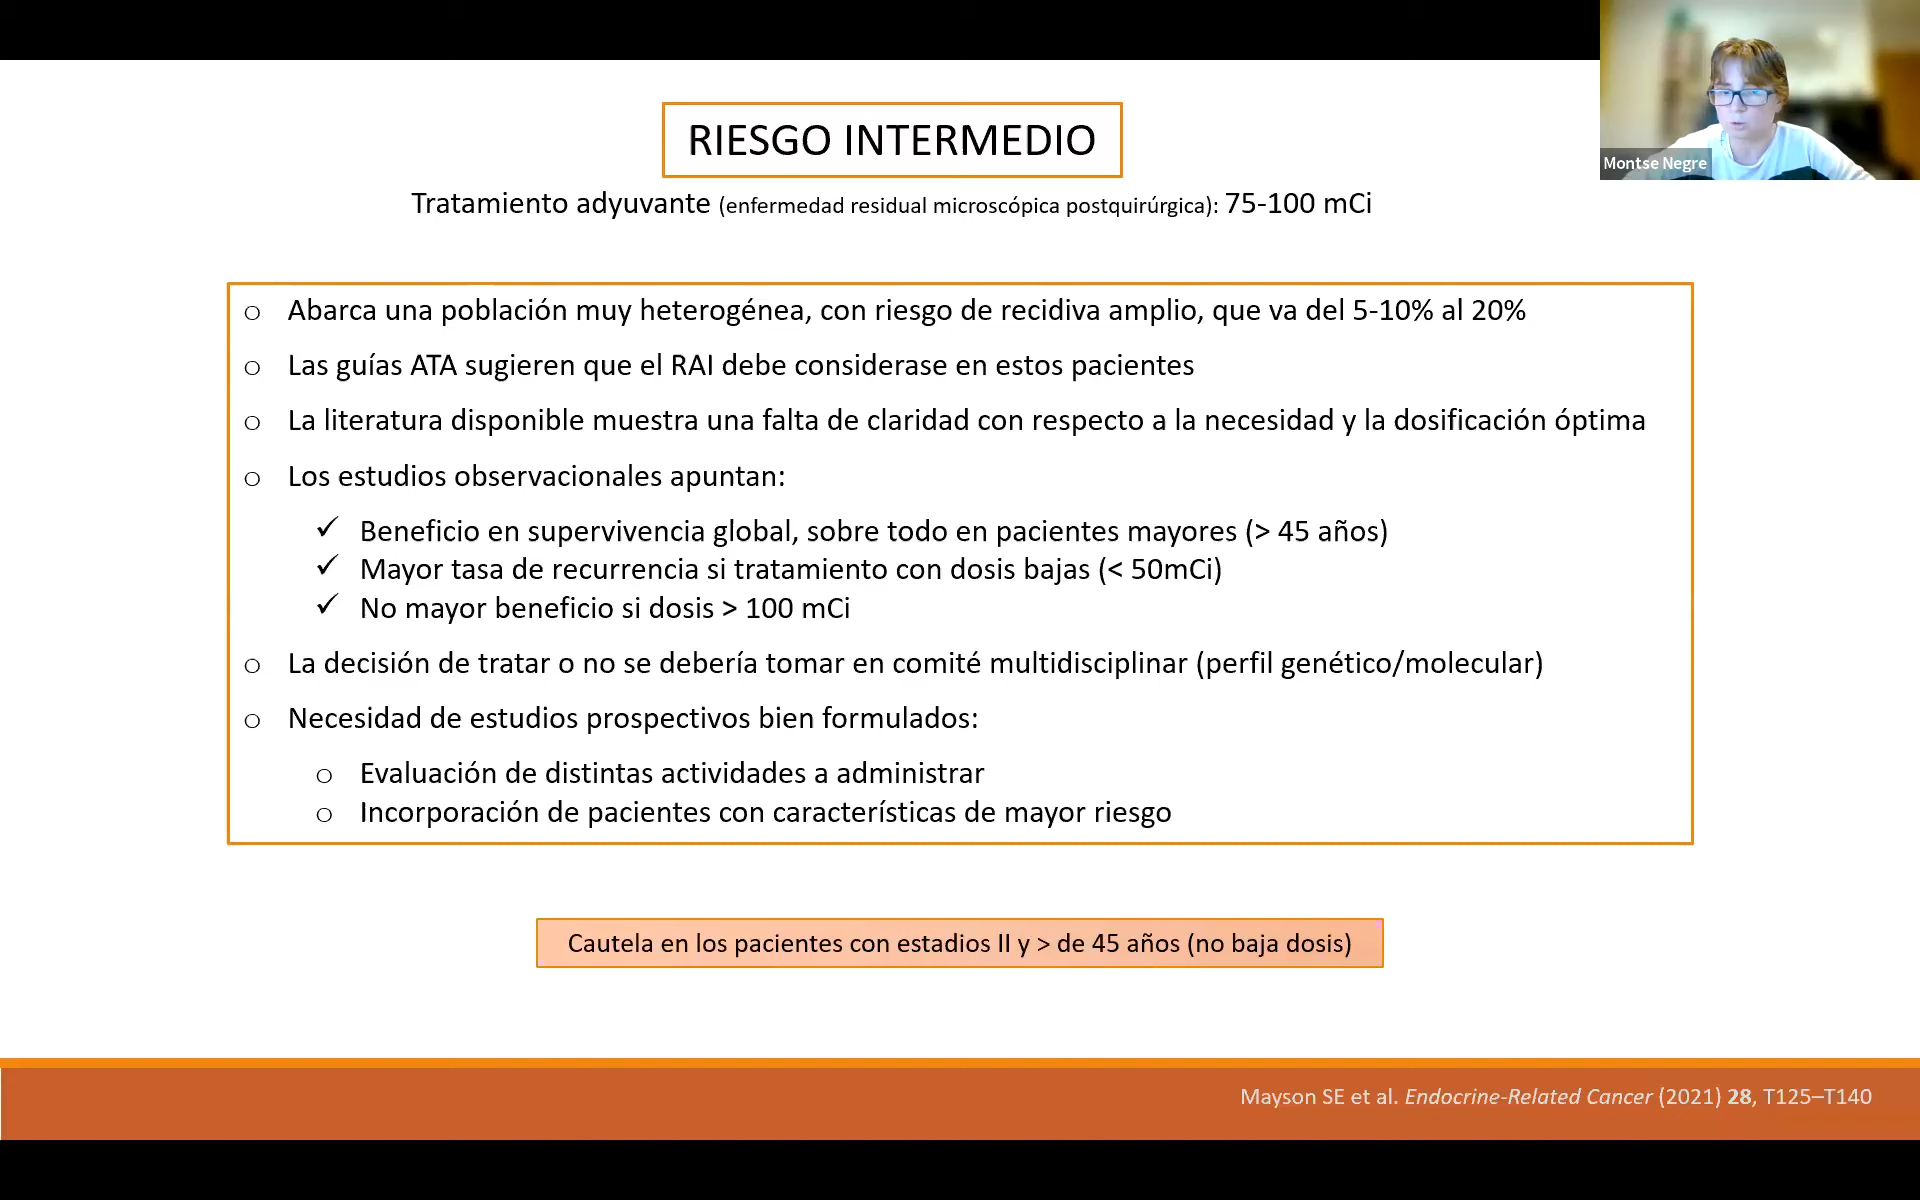 RIESGO INTERMEDIO
Montse Negre
Tratamiento adyuvante (enfermedad residual microscópica postquirúrgica): 75-100 mCi
o Abarca una población muy heterogénea, con riesgo de recidiva amplio, que va del 5-10% al 20%
o Las guías ATA sugieren que el RAI debe considerase en estos pacientes
o La literatura disponible muestra una falta de claridad con respecto a la necesidad y la dosificación óptima
o Los estudios observacionales apuntan:
✓ Beneficio en supervivencia global, sobre todo en pacientes mayores (> 45 años)
✓ Mayor tasa de recurrencia si tratamiento con dosis bajas (< 50mCi)
✓ No mayor beneficio si dosis > 100 mCi
o La decisión de tratar o no se debería tomar en comité multidisciplinar (perfil genético/molecular)
o Necesidad de estudios prospectivos bien formulados:
o Evaluación de distintas actividades a administrar
o Incorporación de pacientes con características de mayor riesgo
Cautela en los pacientes con estadios II y > de 45 años (no baja dosis)
Mayson SE et al. Endocrine-Related Cancer (2021) 28, T125–T140